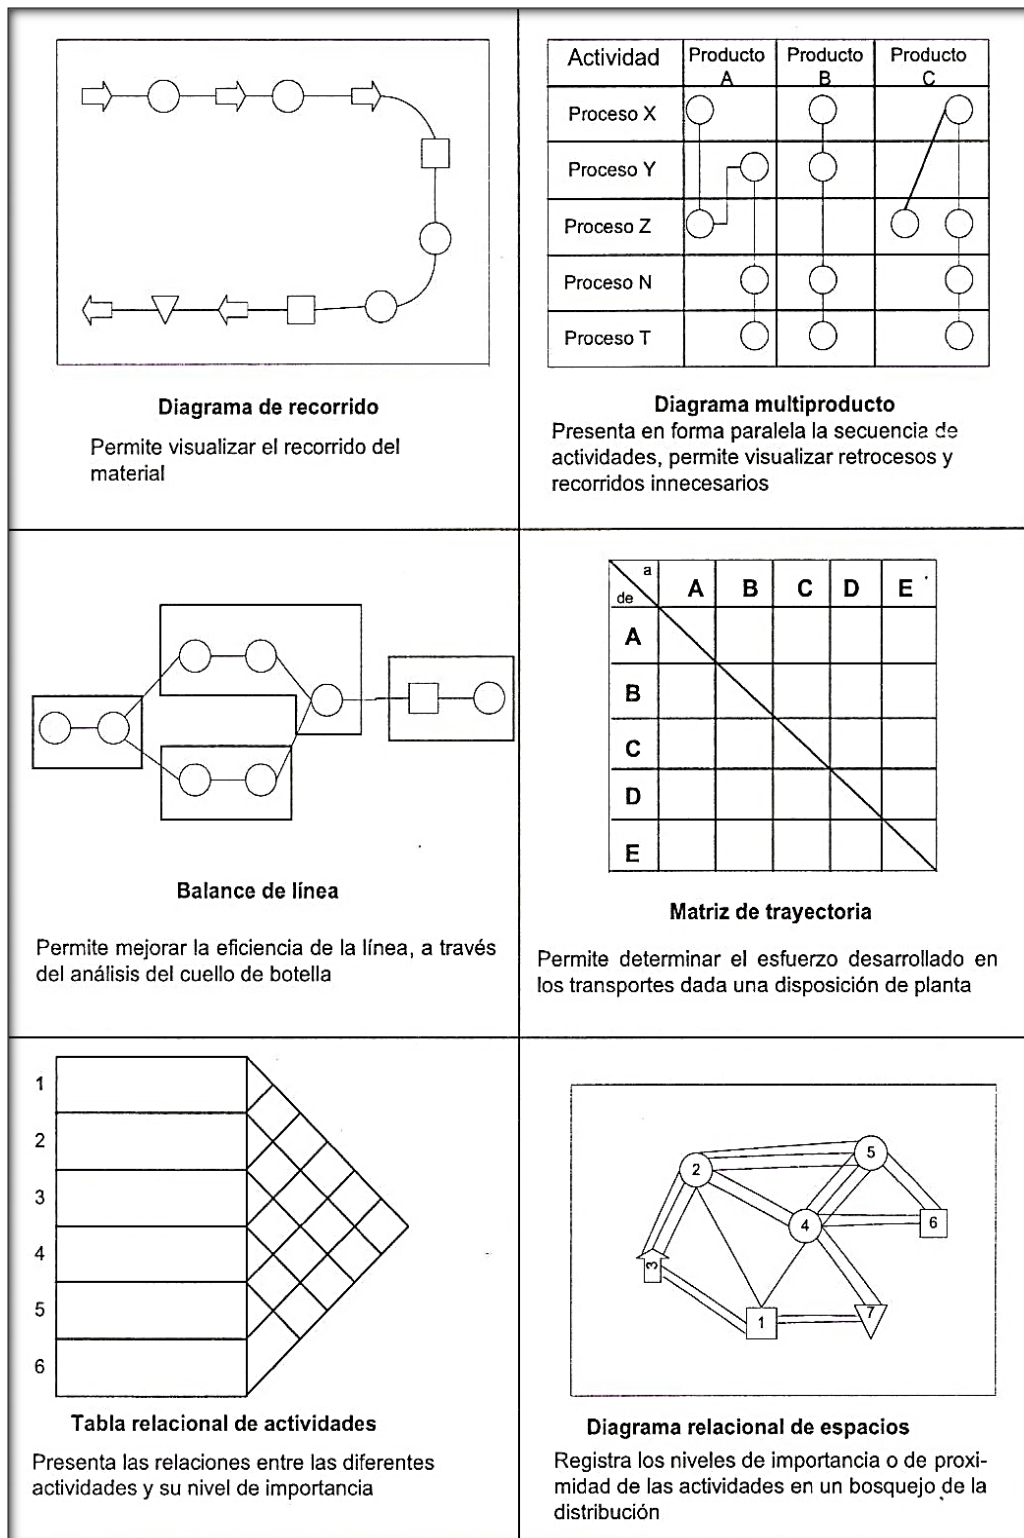 Actividad
Producto A
Producto B
Producto C
Proceso X
Proceso Y
Proceso Z
Proceso N
Proceso T
Diagrama de recorrido
Permite visualizar el recorrido del
material
Diagrama multiproducto
Presenta en forma paralela la secuencia de
actividades, permite visualizar retrocesos y
recorridos innecesarios
a
de
A B C D E
A
B
C
D
E
Balance de línea
Permite mejorar la eficiencia de la línea, a través
del análisis del cuello de botella
Matriz de trayectoria
Permite determinar el esfuerzo desarrollado en
los transportes dada una disposición de planta
1
2
3
4
5
6
Tabla relacional de actividades
Presenta las relaciones entre las diferentes
actividades y su nivel de importancia
2
5
4
6
3
1
7
Diagrama relacional de espacios
Registra los niveles de importancia o de proxi-
midad de las actividades en un bosquejo de la
distribución